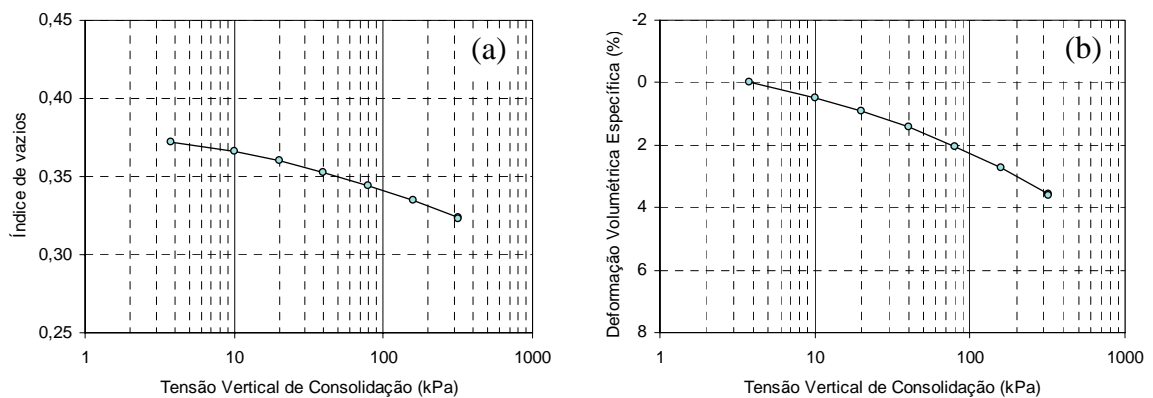 (a)
Índice de vazios
0,45
0,40
0,35
0,30
0,25
1 10 100 1000
Tensão Vertical de Consolidação (kPa)
(b)
Deformação Volumétrica Específica (%)
-2
0
2
4
6
8
1 10 100 1000
Tensão Vertical de Consolidação (kPa)